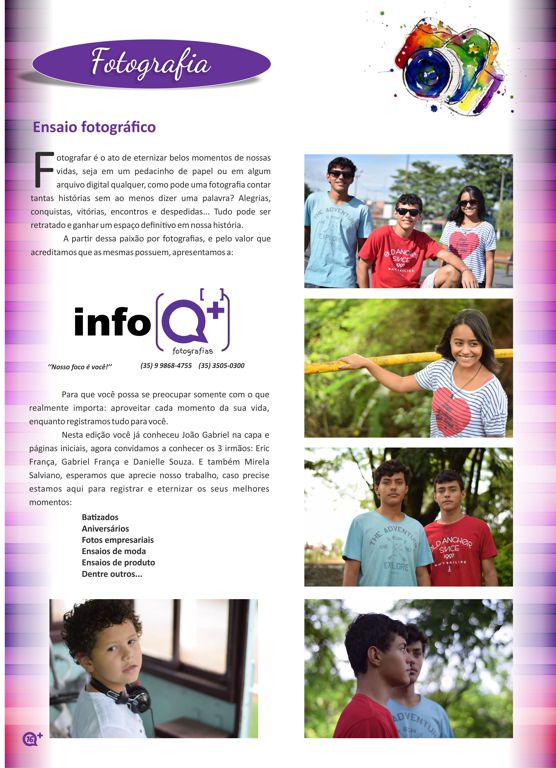 Fotografia
Ensaio fotográfico
Fotografar é o ato de eternizar belos momentos de nossas
vidas, seja em um pedacinho de papel ou em algum
arquivo digital qualquer, como pode uma fotografia contar
tantas histórias sem ao menos dizer uma palavra? Alegrias,
conquistas, vitórias, encontros e despedidas... Tudo pode ser
retratado e ganhar um espaço definitivo em nossa história.
A partir dessa paixão por fotografias, e pelo valor que
acreditamos que as mesmas possuem, apresentamos a:
info Q+
fotografias
"Nosso foco é você!" (35) 9 9868-4755 (35) 3505-0300
Para que você possa se preocupar somente com o que
realmente importa: aproveitar cada momento da sua vida,
enquanto registramos tudo para você.
Nesta edição você já conheceu João Gabriel na capa e
páginas iniciais, agora convidamos a conhecer os 3 irmãos: Eric
França, Gabriel França e Danielle Souza. E também Mirela
Salviano, esperamos que aprecie nosso trabalho, caso precise
estamos aqui para registrar e eternizar os seus melhores
momentos:
Batizados
Aniversários
Fotos empresariais
Ensaios de moda
Ensaios de produto
Dentre outros...
THE ADVENTURE
EXPLORE
OLD ANCHOR
SINCE
1992
THE ADVENTURE
EXPLORE
OLD ANCHOR
SINCE
1992
ADVENTU
36